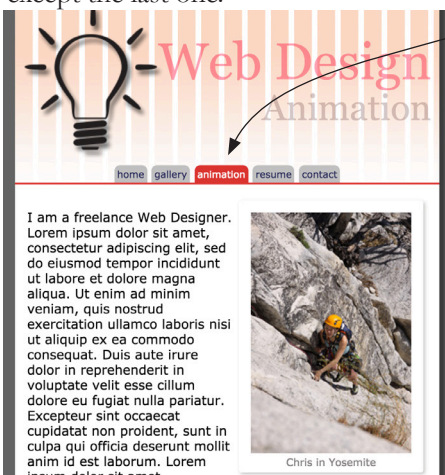 except the last one.
Web Design
Animation
home gallery animation resume contact
I am a freelance Web Designer.
Lorem ipsum dolor sit amet,
consectetur adipiscing elit, sed
do eiusmod tempor incididunt
ut labore et dolore magna
aliqua. Ut enim ad minim
veniam, quis nostrud
exercitation ullamco laboris nisi
ut aliquip ex ea commodo
consequat. Duis aute irure
dolor in reprehenderit in
voluptate velit esse cillum
dolore eu fugiat nulla pariatur.
Excepteur sint occaecat
cupidatat non proident, sunt in
culpa qui officia deserunt mollit
anim id est laborum. Lorem
ipsum dolor sit amet
Chris in Yosemite